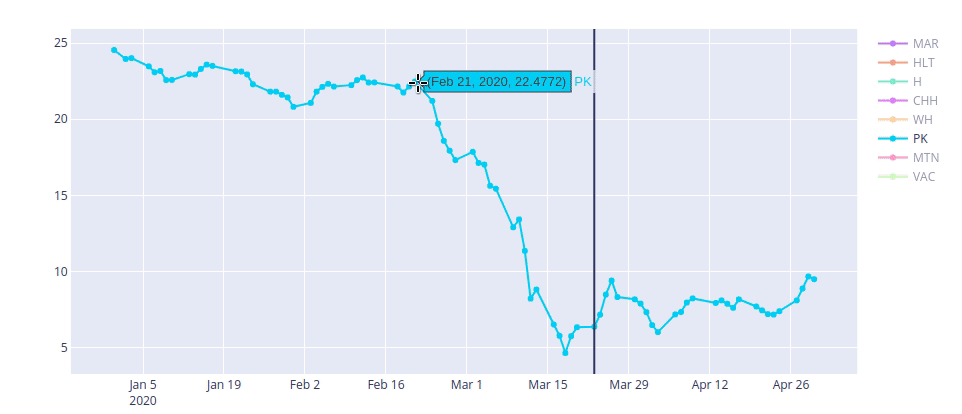 25
20
15
10
5
(Feb 21, 2020, 22.4772) PK
Jan 5
2020
Jan 19
Feb 2
Feb 16
Mar 1
Mar 15
Mar 29
Apr 12
Apr 26
MAR
HLT
H
CHH
WH
PK
MTN
VAC